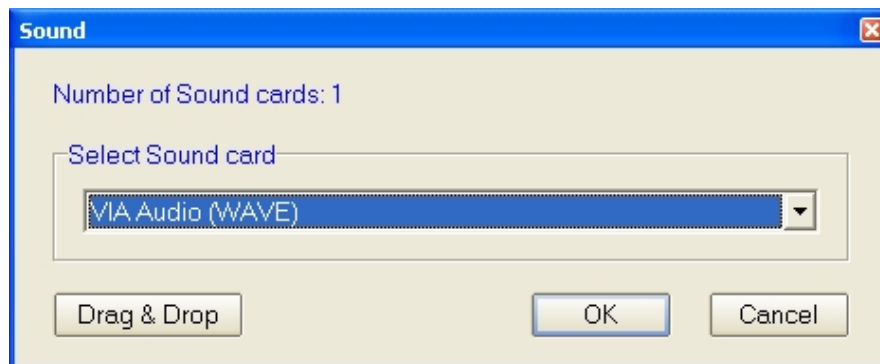 Sound
Number of Sound cards: 1
Select Sound card
VIA Audio (WAVE)
Drag & Drop
OK
Cancel